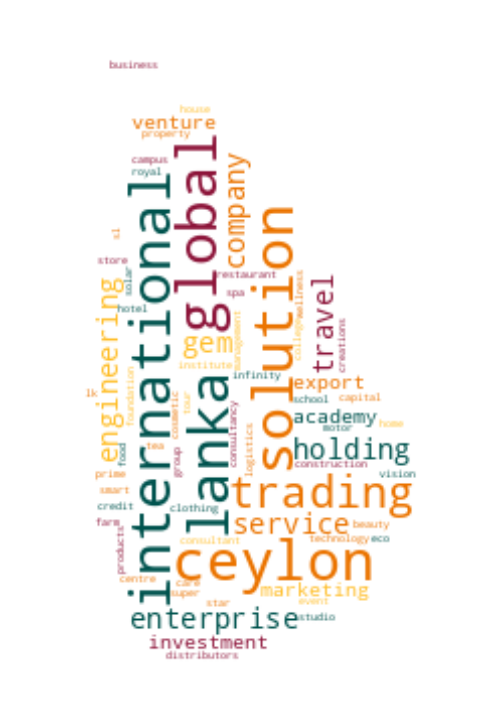 business
house
venture
property
campus
royal
international
global
company
sl
store
solar
restaurant
spa
solution
wellness
college
travel
creations
engineering
hotel
gem
management
institute
infinity
lanka
export
lk
foundation
cosmetic
tour
consultancy
school
capital
academy
motor
home
logistics
holding
food
tea
group
construction
vision
prime
smart
trading
credit
clothing
farm
products
service
beauty
consultant
technology
eco
ceylon
centre
care
super
marketing
star
event
enterprise
studio
investment
distributors